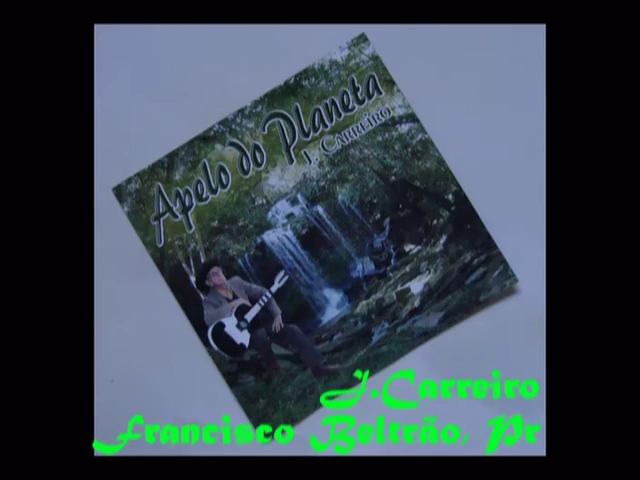 Apelo do Planeta
J. Carreiro
J.Carreiro
Francisco Beltrão, Pr